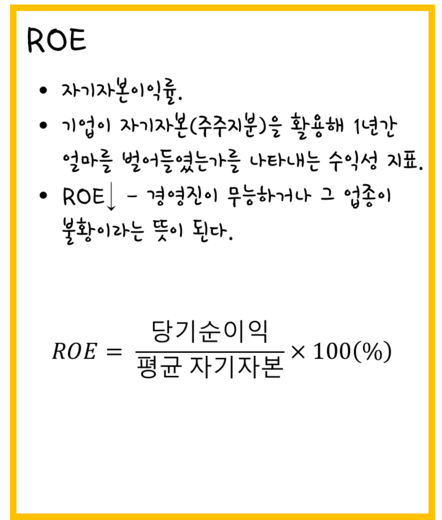 ROE
• 자기자본이익률.
• 기업이 자기자본(주주지분)을 활용해 1년간
얼마를 벌어들였는가를 나타내는 수익성 지표.
• ROE↓ - 경영진이 무능하거나 그 업종이
불황이라는 뜻이 된다.
ROE = 당기순이익 / 평균 자기자본 × 100(%)